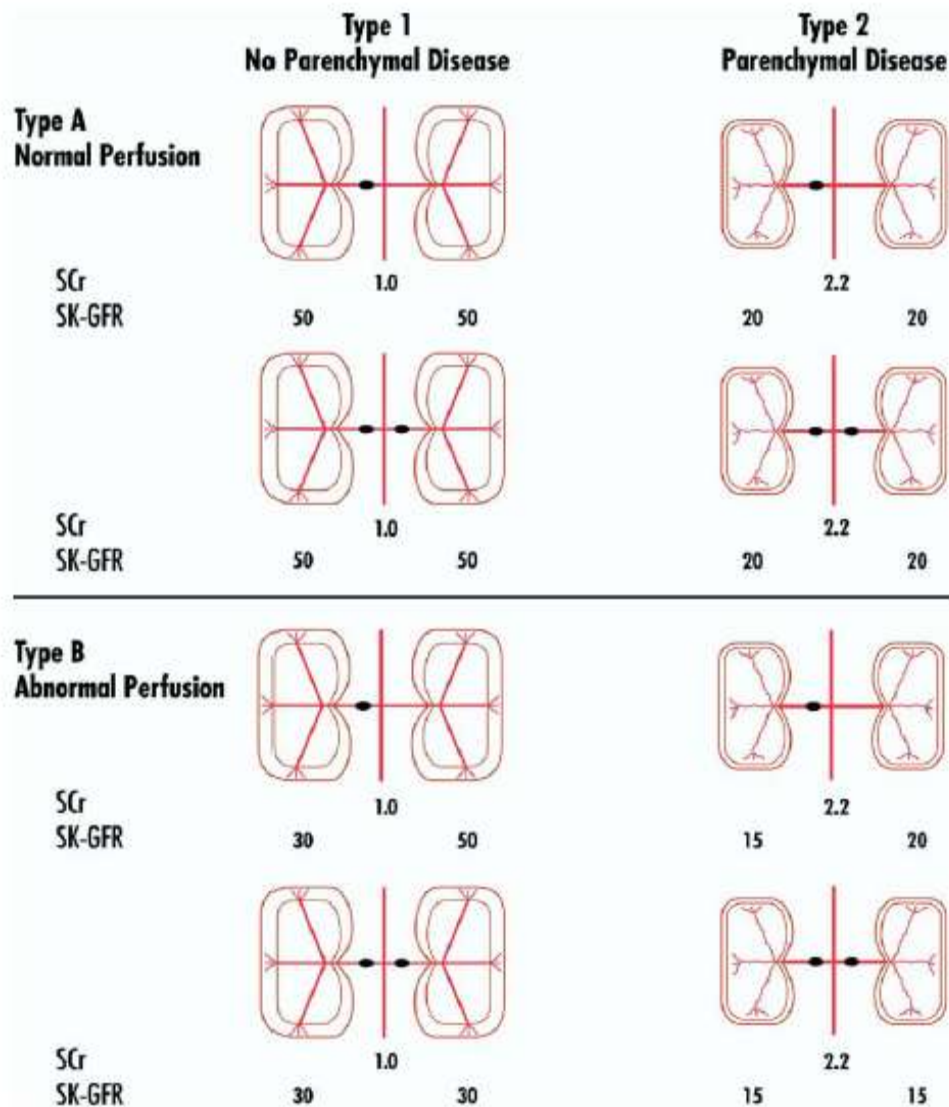 Type 1
No Parenchymal Disease
Type 2
Parenchymal Disease
Type A
Normal Perfusion
SCr 1.0 2.2
SK-GFR 50 50 20 20
SCr 1.0 2.2
SK-GFR 50 50 20 20
Type B
Abnormal Perfusion
SCr 1.0 2.2
SK-GFR 30 50 15 20
SCr 1.0 2.2
SK-GFR 30 30 15 15